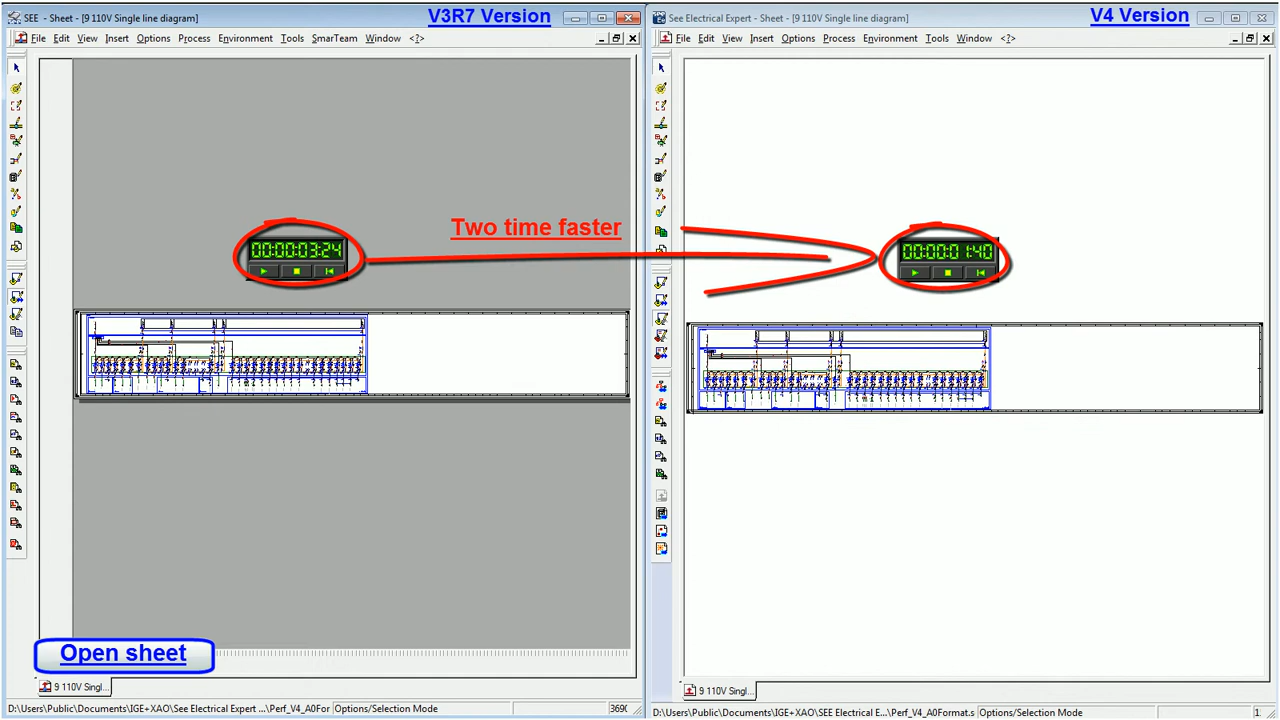 SEE - Sheet - [9 110V Single line diagram]
V3R7 Version
File Edit View Insert Options Process Environment Tools SmarTeam Window <?>
00:00:03:24
Two time faster
Open sheet
9 110V Singl...
D:\Users\Public\Documents\IGE+XAO\See Electrical Expert ...\Perf_V4_A0For Options/Selection Mode 369(
See Electrical Expert - Sheet - [9 110V Single line diagram]
V4 Version
File Edit View Insert Options Process Environment Tools Window <?>
00:00:01:40
9 110V Singl...
D:\Users\Public\Documents\IGE+XAO\SEE Electrical E...\Perf_V4_A0Format.s Options/Selection Mode